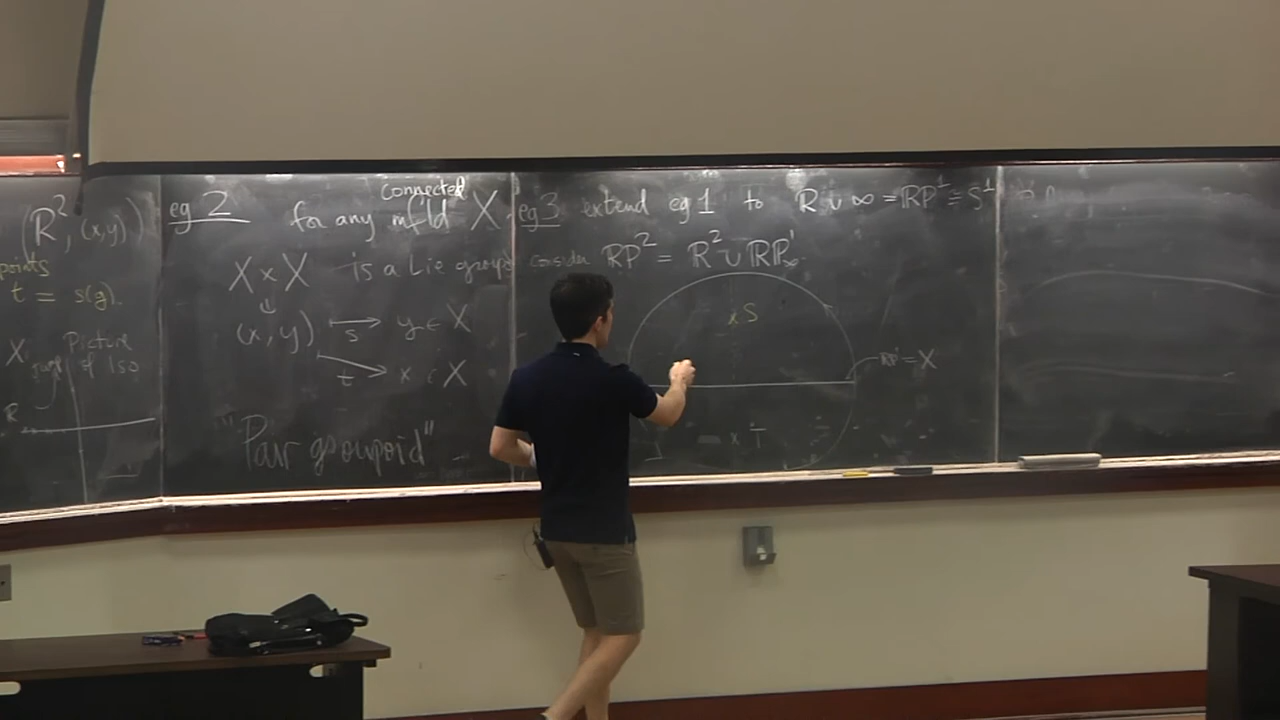 (R², (x,y))
points
t = s(g).
X,
Picture
of Iso
R
eg 2
connected
for any mfld X
X × X is a Lie group
(x, y) → y ∈ X
s
→ x ∈ X
t
"Pair groupoid"
eg 3 extend eg 1 to R ∪ ∞ = RP¹ ≅ S¹
consider RP² = R² ∪ RP¹∞
x S
RP¹ = X
x T